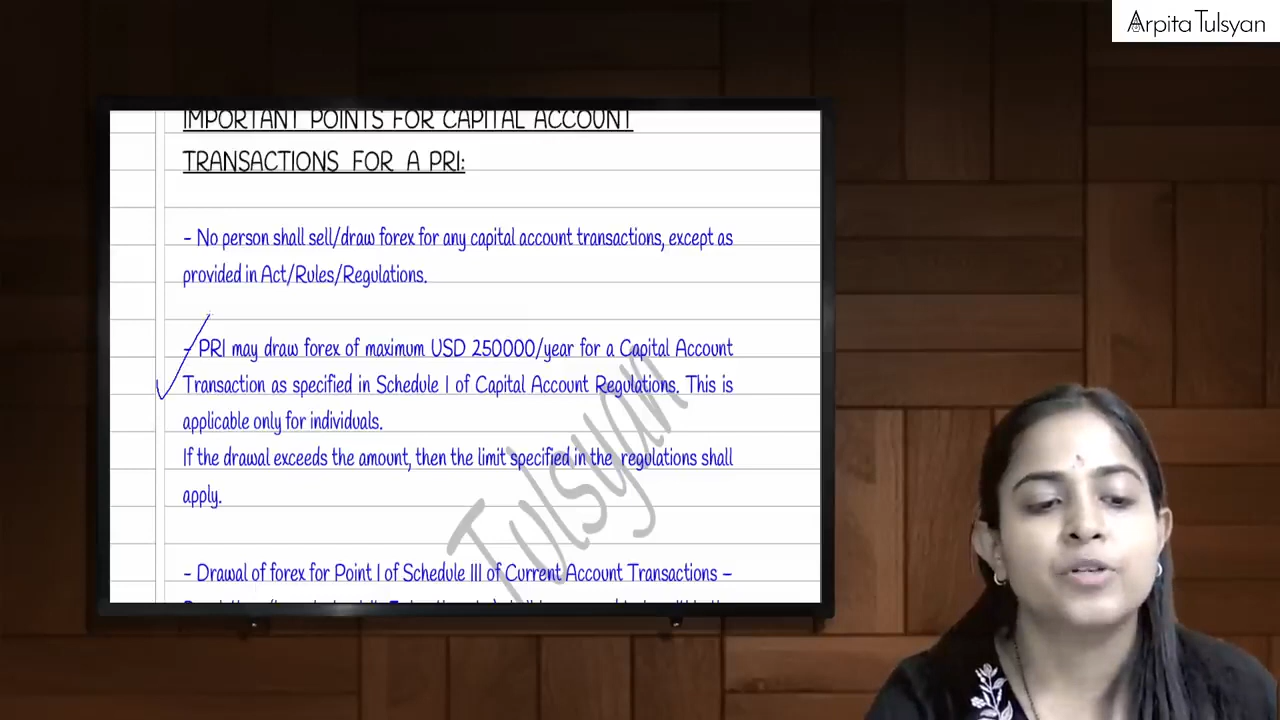 Arpita Tulsyan
IMPORTANT POINTS FOR CAPITAL ACCOUNT
TRANSACTIONS FOR A PRI:
- No person shall sell/draw forex for any capital account transactions, except as
provided in Act/Rules/Regulations.
- PRI may draw forex of maximum USD 250000/year for a Capital Account
Transaction as specified in Schedule I of Capital Account Regulations. This is
applicable only for individuals.
If the drawal exceeds the amount, then the limit specified in the regulations shall
apply.
Tulsyan
- Drawal of forex for Point I of Schedule III of Current Account Transactions –